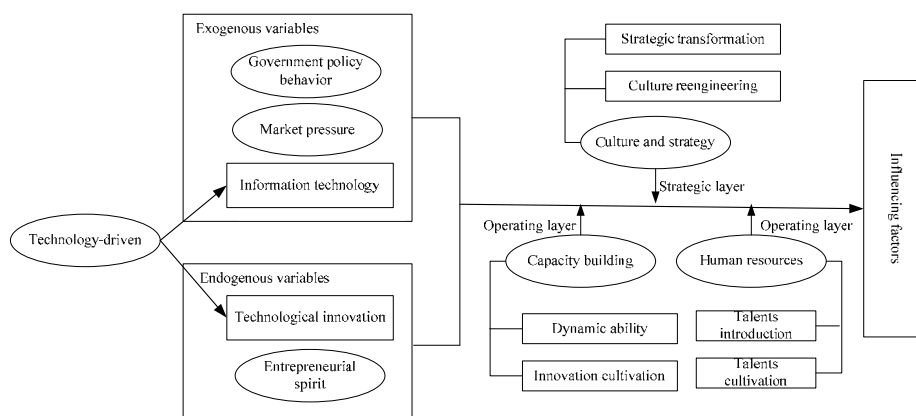 Exogenous variables
Government policy
behavior
Market pressure
Information technology
Technology-driven
Endogenous variables
Technological innovation
Entrepreneurial
spirit
Strategic transformation
Culture reengineering
Culture and strategy
Strategic layer
Operating layer
Operating layer
Capacity building
Human resources
Dynamic ability
Innovation cultivation
Talents
introduction
Talents
cultivation
Influencing factors